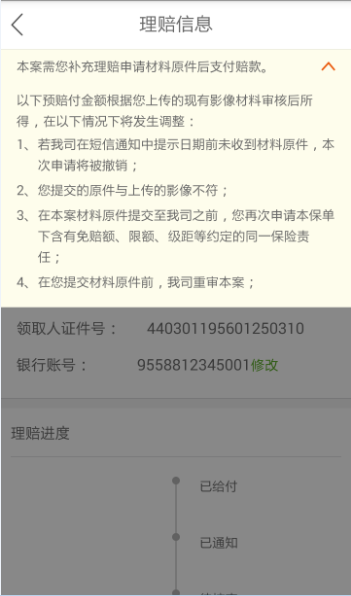 理赔信息
本案需您补充理赔申请材料原件后支付赔款。
以下预赔付金额根据您上传的现有影像材料审核后所
得，在以下情况下将发生调整：
1、若我司在短信通知中提示日期前未收到材料原件，本
次申请将被撤销；
2、您提交的原件与上传的影像不符；
3、在本案材料原件提交至我司之前，您再次申请本保单
下含有免赔额、限额、级距等约定的同一保险责
任；
4、在您提交材料原件前，我司重审本案；
领取人证件号： 440301195601250310
银行账号： 9558812345001修改
理赔进度
已给付
已通知